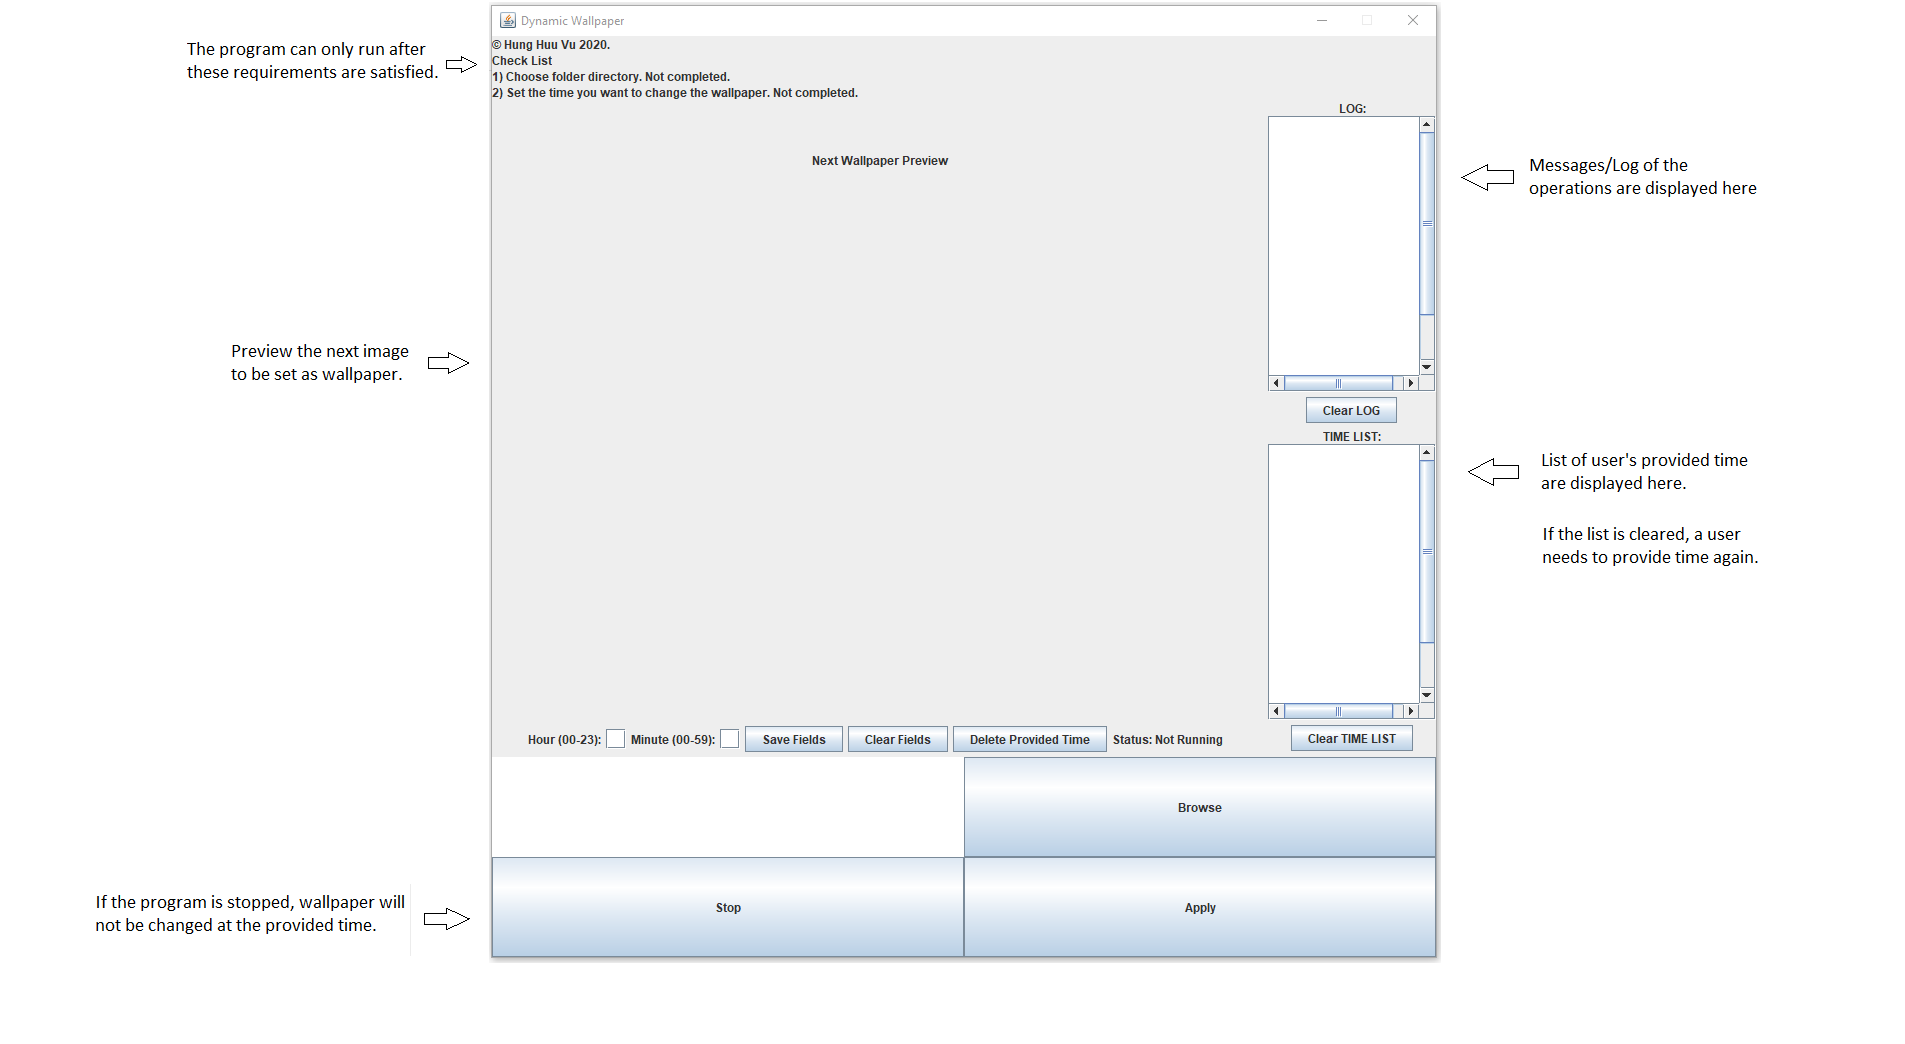 Dynamic Wallpaper
© Hung Huu Vu 2020.
Check List
1) Choose folder directory. Not completed.
2) Set the time you want to change the wallpaper. Not completed.
The program can only run after
these requirements are satisfied.
LOG:
Next Wallpaper Preview
Messages/Log of the
operations are displayed here
Preview the next image
to be set as wallpaper.
Clear LOG
TIME LIST:
List of user's provided time
are displayed here.
If the list is cleared, a user
needs to provide time again.
Hour (00-23):
Minute (00-59):
Save Fields
Clear Fields
Delete Provided Time
Status: Not Running
Clear TIME LIST
Browse
If the program is stopped, wallpaper will
not be changed at the provided time.
Stop
Apply